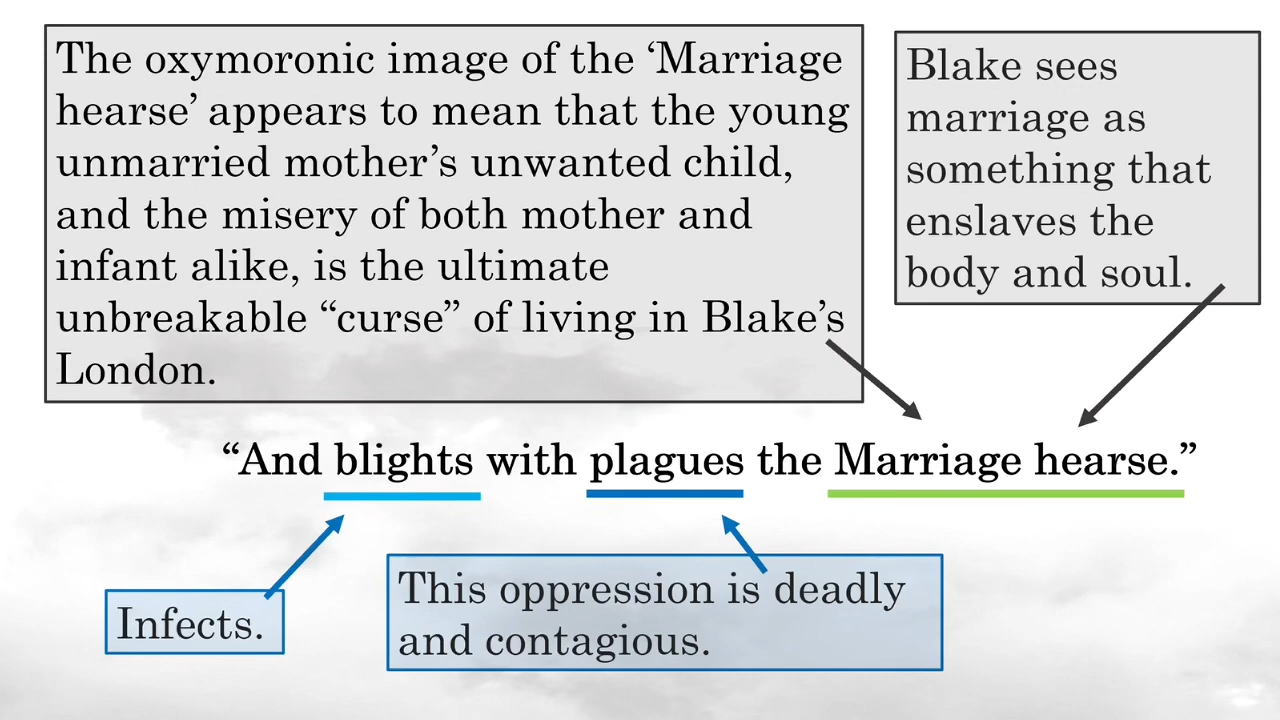 The oxymoronic image of the ‘Marriage
hearse’ appears to mean that the young
unmarried mother’s unwanted child,
and the misery of both mother and
infant alike, is the ultimate
unbreakable “curse” of living in Blake’s
London.
Blake sees
marriage as
something that
enslaves the
body and soul.
“And blights with plagues the Marriage hearse.”
Infects.
This oppression is deadly
and contagious.